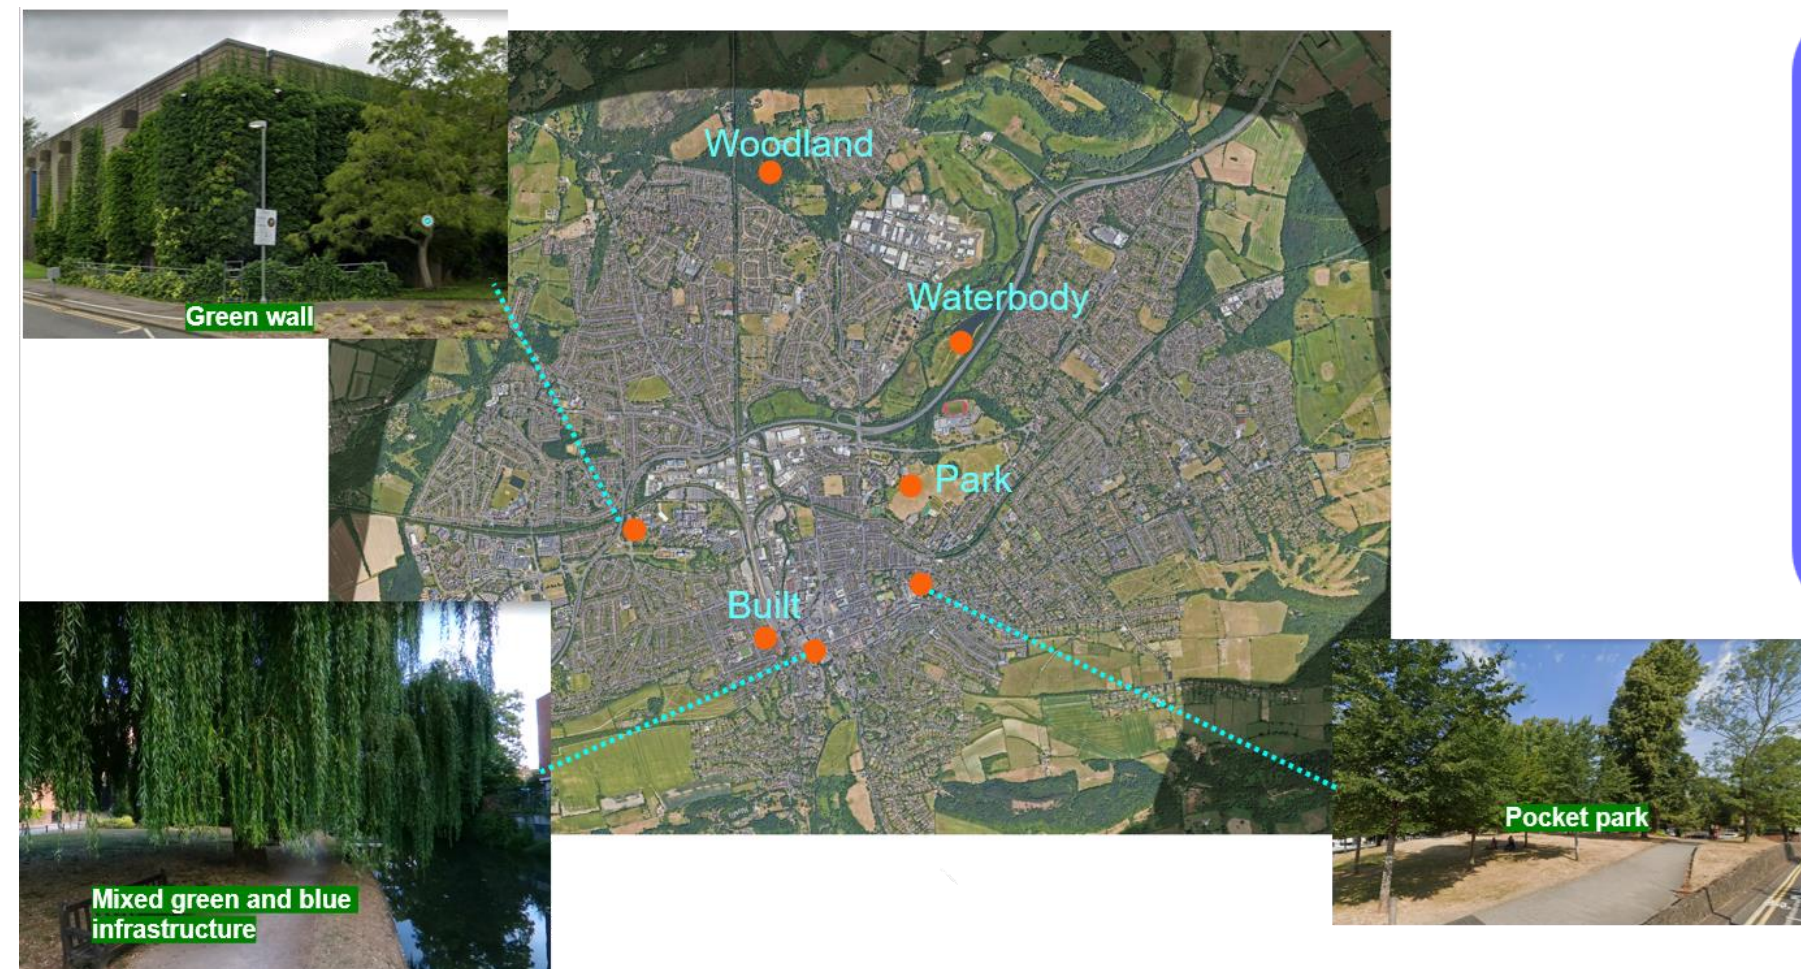 Woodland
Waterbody
Green wall
Park
Built
Pocket park
Mixed green and blue
infrastructure